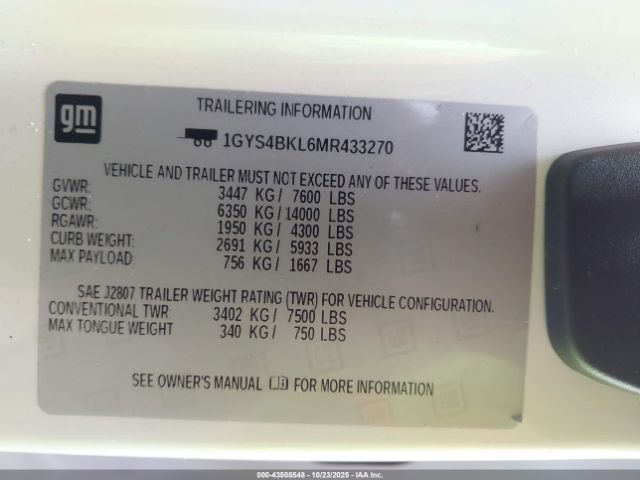 gm
TRAILERING INFORMATION
1GYS4BKL6MR433270
VEHICLE AND TRAILER MUST NOT EXCEED ANY OF THESE VALUES.
GVWR: 3447 KG/ 7600 LBS
GCWR: 6350 KG/ 14000 LBS
RGAWR: 1950 KG/ 4300 LBS
CURB WEIGHT: 2691 KG/ 5933 LBS
MAX PAYLOAD: 756 KG/ 1667 LBS
SAE J2807 TRAILER WEIGHT RATING (TWR) FOR VEHICLE CONFIGURATION.
CONVENTIONAL TWR: 3402 KG/ 7500 LBS
MAX TONGUE WEIGHT 340 KG/ 750 LBS
SEE OWNER'S MANUAL FOR MORE INFORMATION
000-43508548 - 10/23/2025 - IAAI, Inc.